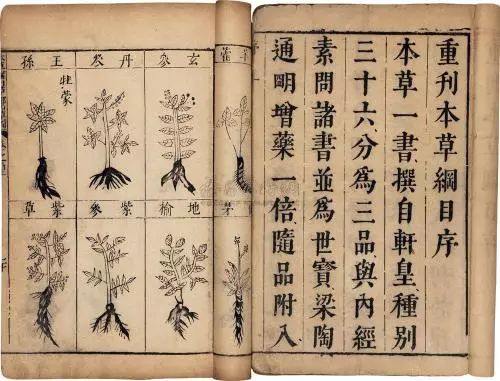 重刊本草綱目序
本草一書撰自軒皇種別
三十六分爲三品與內經
素問諸書並爲世寶梁陶
通明增藥一倍隨品附入
玄參
丹參
王孫
牡蒙
地榆
紫參
紫草